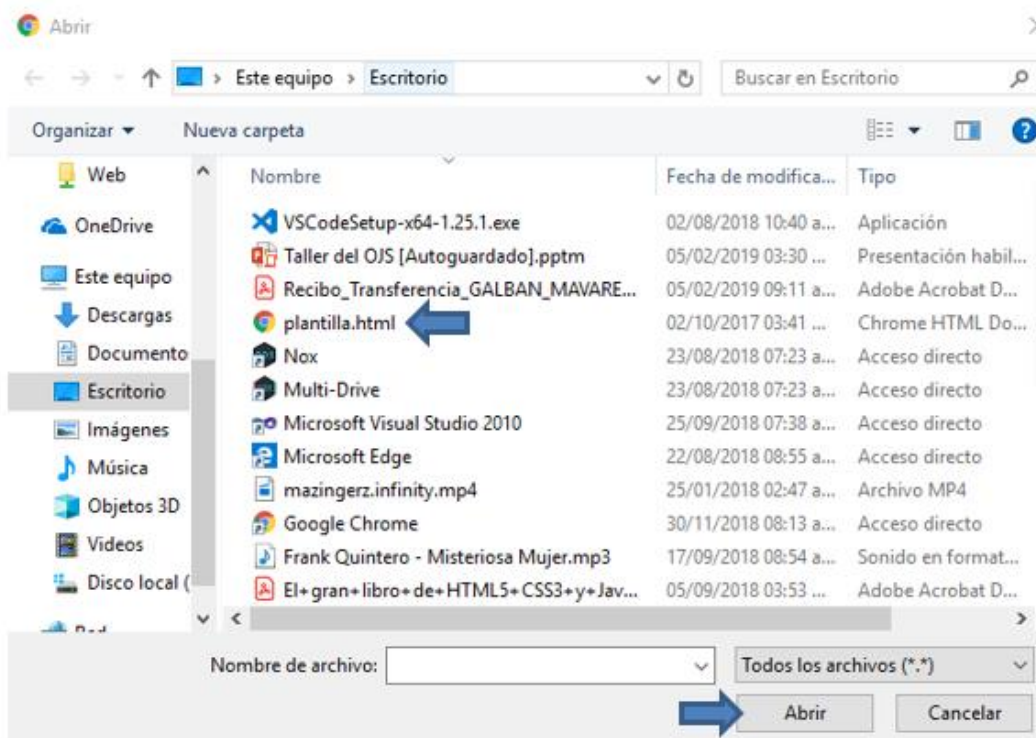 Abrir
Este equipo > Escritorio
Buscar en Escritorio
Organizar
Nueva carpeta
?
Web
OneDrive
Este equipo
Descargas
Documento
Escritorio
Imágenes
Música
Objetos 3D
Videos
Disco local (
Red
Nombre Fecha de modifica... Tipo
VSCodeSetup-x64-1.25.1.exe 02/08/2018 10:40 a... Aplicación
Taller del OJS [Autoguardado].pptm 05/02/2019 03:30 ... Presentación habil...
Recibo_Transferencia_GALBAN_MAVARE... 05/02/2019 09:11 a... Adobe Acrobat D...
plantilla.html 02/10/2017 03:41 ... Chrome HTML Do...
Nox 23/08/2018 07:23 a... Acceso directo
Multi-Drive 23/08/2018 07:23 a... Acceso directo
Microsoft Visual Studio 2010 25/09/2018 07:38 a... Acceso directo
Microsoft Edge 22/08/2018 08:55 a... Acceso directo
mazingerz.infinity.mp4 25/01/2018 02:47 a... Archivo MP4
Google Chrome 30/11/2018 08:13 a... Acceso directo
Frank Quintero - Misteriosa Mujer.mp3 17/09/2018 08:54 a... Sonido en format...
El+gran+libro+de+HTML5+CSS3+y+Jav... 05/09/2018 03:53 ... Adobe Acrobat D...
Nombre de archivo:
Todos los archivos (*.*)
Abrir
Cancelar